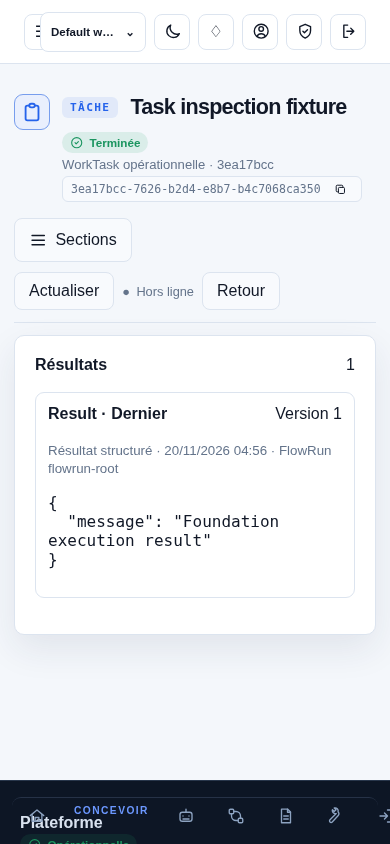 Default w...
TÂCHE
Task inspection fixture
Terminée
WorkTask opérationnelle · 3ea17bcc
3ea17bcc-7626-b2d4-e8b7-b4c7068ca350
Sections
Actualiser
Hors ligne
Retour
Résultats
1
Result · Dernier
Version 1
Résultat structuré · 20/11/2026 04:56 · FlowRun
flowrun-root
{
"message": "Foundation
execution result"
}
CONCEVOIR
Plateforme
Opérationnelle